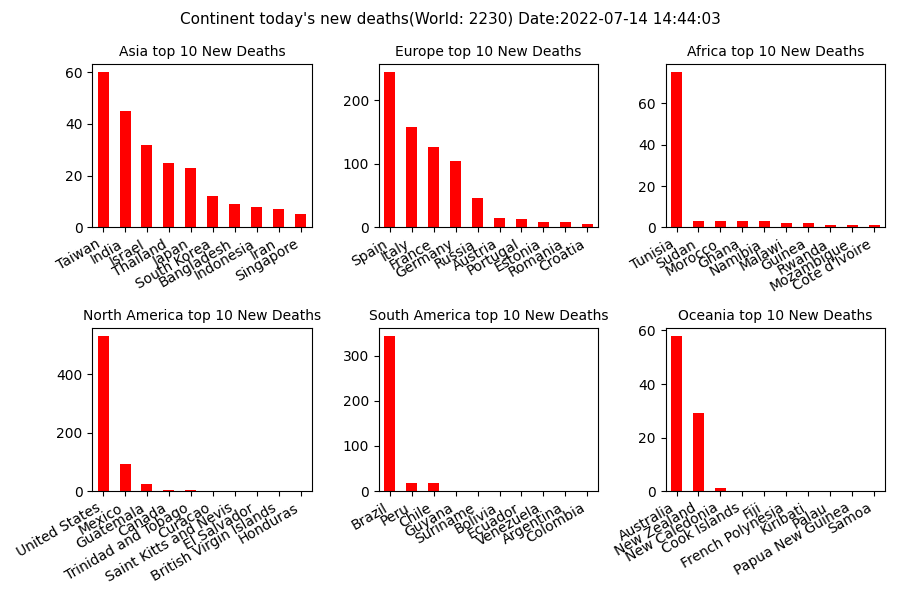 Continent today's new deaths(World: 2230) Date:2022-07-14 14:44:03
Asia top 10 New Deaths
60
40
20
0
Taiwan
India
Israel
Thailand
Japan
South Korea
Bangladesh
Indonesia
Iran
Singapore
Europe top 10 New Deaths
200
100
0
Spain
Italy
France
Germany
Russia
Austria
Portugal
Estonia
Romania
Croatia
Africa top 10 New Deaths
60
40
20
0
Tunisia
Sudan
Morocco
Ghana
Namibia
Malawi
Guinea
Rwanda
Mozambique
Cote d'Ivoire
North America top 10 New Deaths
400
200
0
United States
Mexico
Guatemala
Canada
Trinidad and Tobago
Curacao
Saint Kitts and Nevis
El Salvador
British Virgin Islands
Honduras
South America top 10 New Deaths
300
200
100
0
Brazil
Peru
Chile
Guyana
Suriname
Bolivia
Ecuador
Venezuela
Argentina
Colombia
Oceania top 10 New Deaths
60
40
20
0
Australia
New Zealand
New Caledonia
Cook Islands
Fiji
French Polynesia
Kiribati
Palau
Papua New Guinea
Samoa